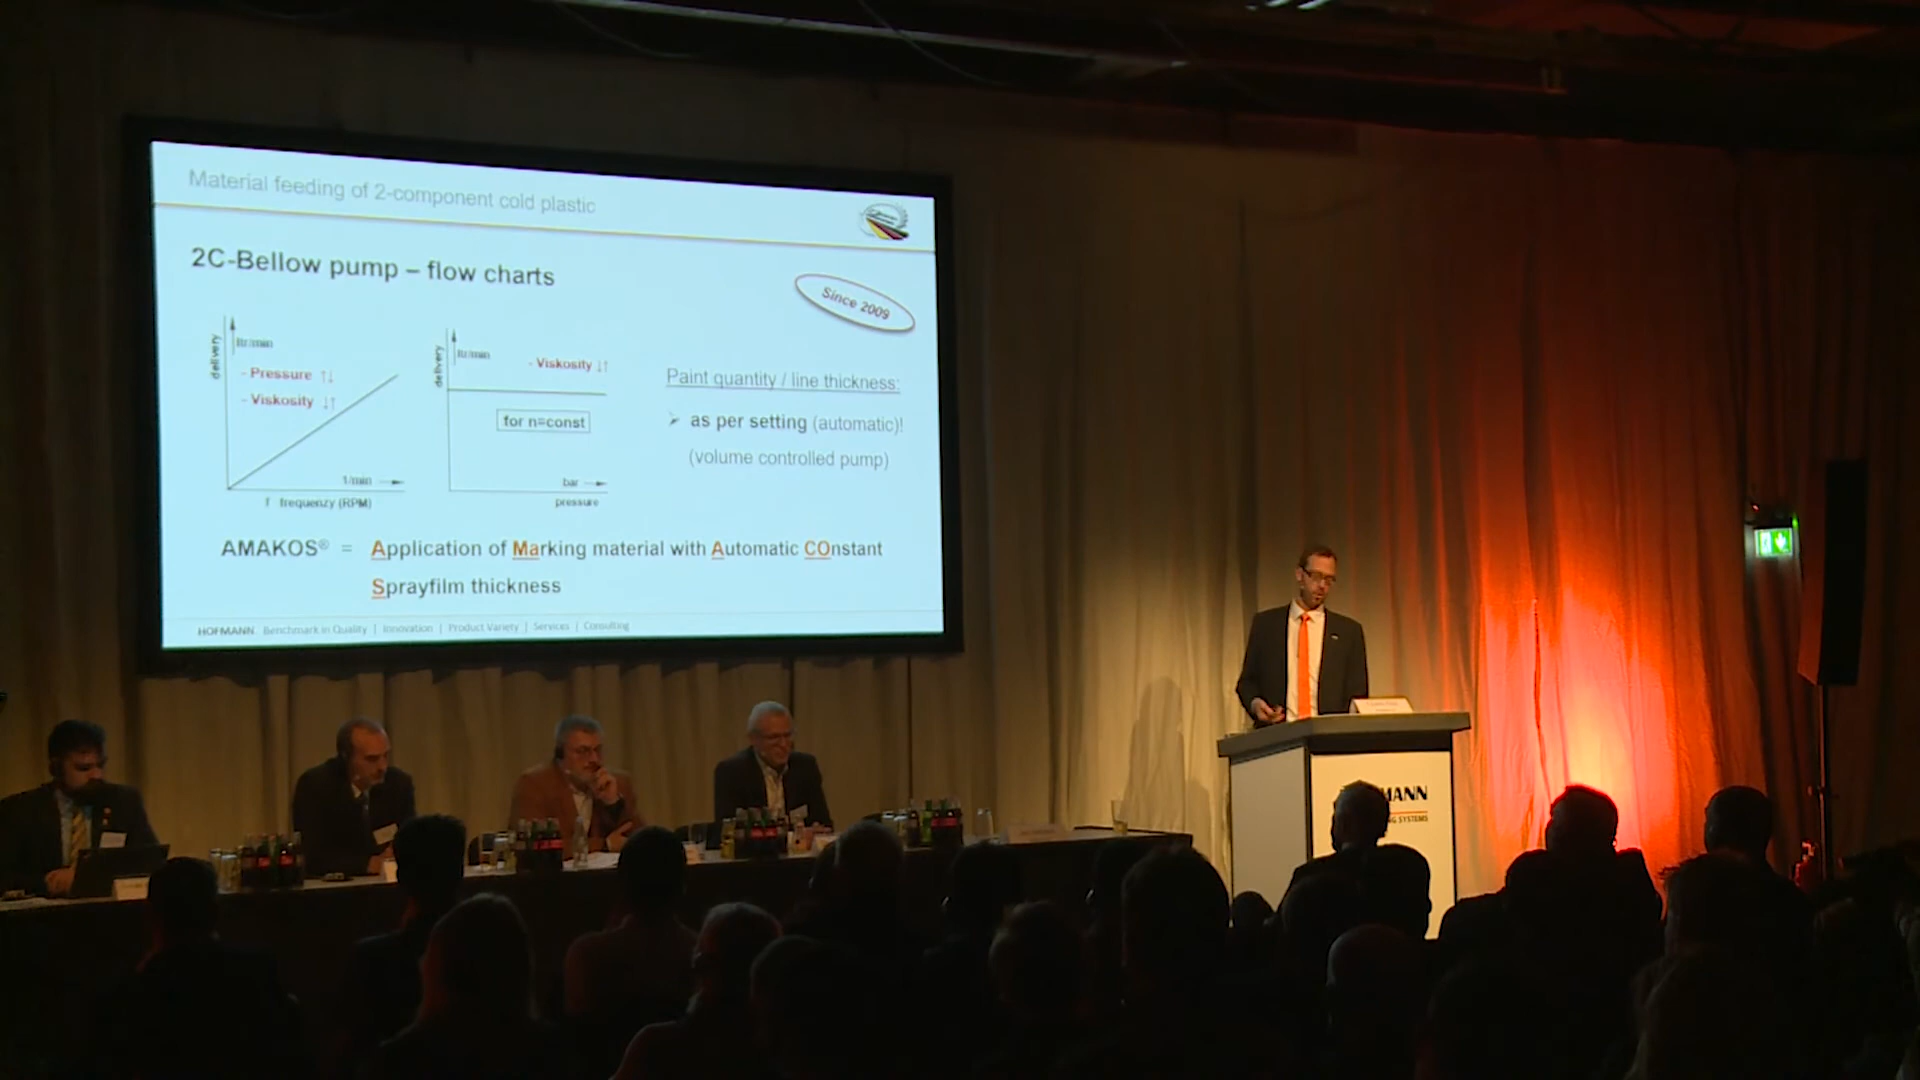 Material feeding of 2-component cold plastic
2C-Bellow pump – flow charts
Since 2009
delivery
ltr/min
- Pressure ↑↓
- Viskosity ↓↑
1/min
f frequenzy (RPM)
delivery
ltr/min
- Viskosity ↓↑
for n=const
bar
pressure
Paint quantity / line thickness:
➢ as per setting (automatic)!
(volume controlled pump)
AMAKOS® = Application of Marking material with Automatic COnstant
Sprayfilm thickness
HOFMANN Benchmark in Quality | Innovation | Product Variety | Services | Consulting
MANN
NG SYSTEMS